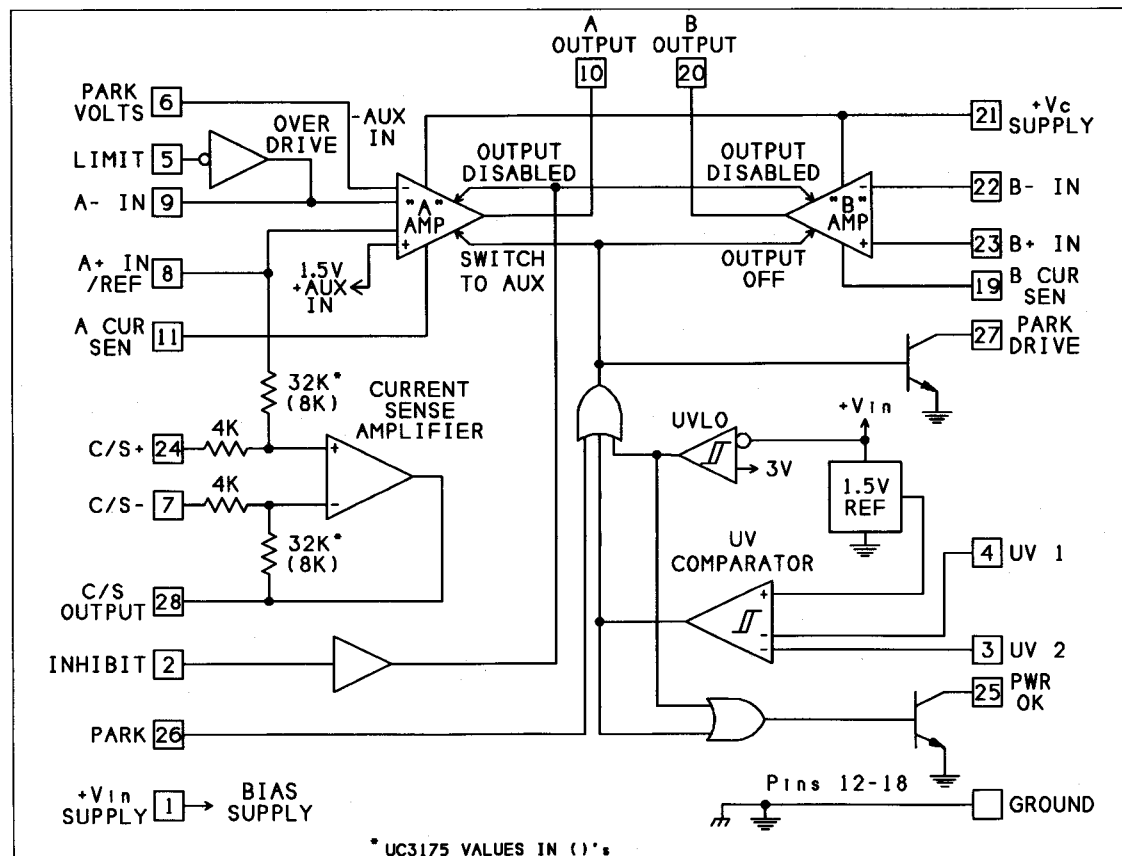 A
OUTPUT
10
B
OUTPUT
20
PARK
VOLTS
6
-AUX
IN
21
+Vc
SUPPLY
OVER
DRIVE
LIMIT
5
OUTPUT
DISABLED
OUTPUT
DISABLED
A- IN
9
-
"A"
AMP
+
-
"B"
AMP
+
22
B- IN
A+ IN
/REF
8
1.5V
+AUX
IN
SWITCH
TO AUX
OUTPUT
OFF
23
B+ IN
19
B CUR
SEN
A CUR
SEN
11
27
PARK
DRIVE
32K*
(8K)
CURRENT
SENSE
AMPLIFIER
C/S+
24
4K
+
-
UVLO
3V
+Vin
1.5V
REF
C/S-
7
4K
32K*
(8K)
UV
COMPARATOR
+
-
-
4
UV 1
C/S
OUTPUT
28
3
UV 2
INHIBIT
2
25
PWR
OK
PARK
26
+Vin
SUPPLY
1
BIAS
SUPPLY
Pins 12-18
GROUND
* UC3175 VALUES IN ()'s